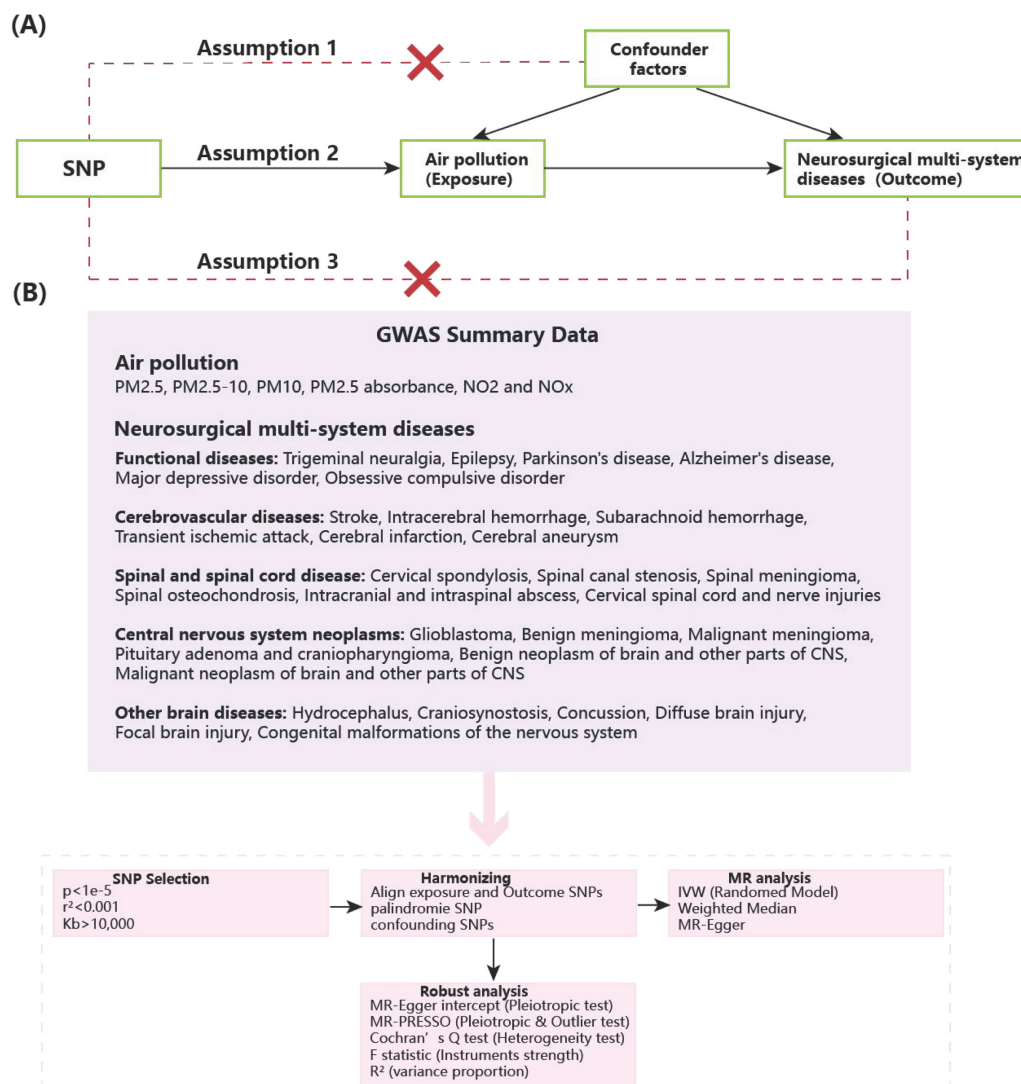 (A)
Assumption 1
Confounder
factors
SNP
Assumption 2
Air pollution
(Exposure)
Neurosurgical multi-system
diseases (Outcome)
Assumption 3
(B)
GWAS Summary Data
Air pollution
PM2.5, PM2.5-10, PM10, PM2.5 absorbance, NO2 and NOx
Neurosurgical multi-system diseases
Functional diseases: Trigeminal neuralgia, Epilepsy, Parkinson's disease, Alzheimer's disease,
Major depressive disorder, Obsessive compulsive disorder
Cerebrovascular diseases: Stroke, Intracerebral hemorrhage, Subarachnoid hemorrhage,
Transient ischemic attack, Cerebral infarction, Cerebral aneurysm
Spinal and spinal cord disease: Cervical spondylosis, Spinal canal stenosis, Spinal meningioma,
Spinal osteochondrosis, Intracranial and intraspinal abscess, Cervical spinal cord and nerve injuries
Central nervous system neoplasms: Glioblastoma, Benign meningioma, Malignant meningioma,
Pituitary adenoma and craniopharyngioma, Benign neoplasm of brain and other parts of CNS,
Malignant neoplasm of brain and other parts of CNS
Other brain diseases: Hydrocephalus, Craniosynostosis, Concussion, Diffuse brain injury,
Focal brain injury, Congenital malformations of the nervous system
SNP Selection
p<1e-5
r²<0.001
Kb>10,000
Harmonizing
Align exposure and Outcome SNPs
palindromie SNP
confounding SNPs
MR analysis
IVW (Randomed Model)
Weighted Median
MR-Egger
Robust analysis
MR-Egger intercept (Pleiotropic test)
MR-PRESSO (Pleiotropic & Outlier test)
Cochran's Q test (Heterogeneity test)
F statistic (Instruments strength)
R² (variance proportion)